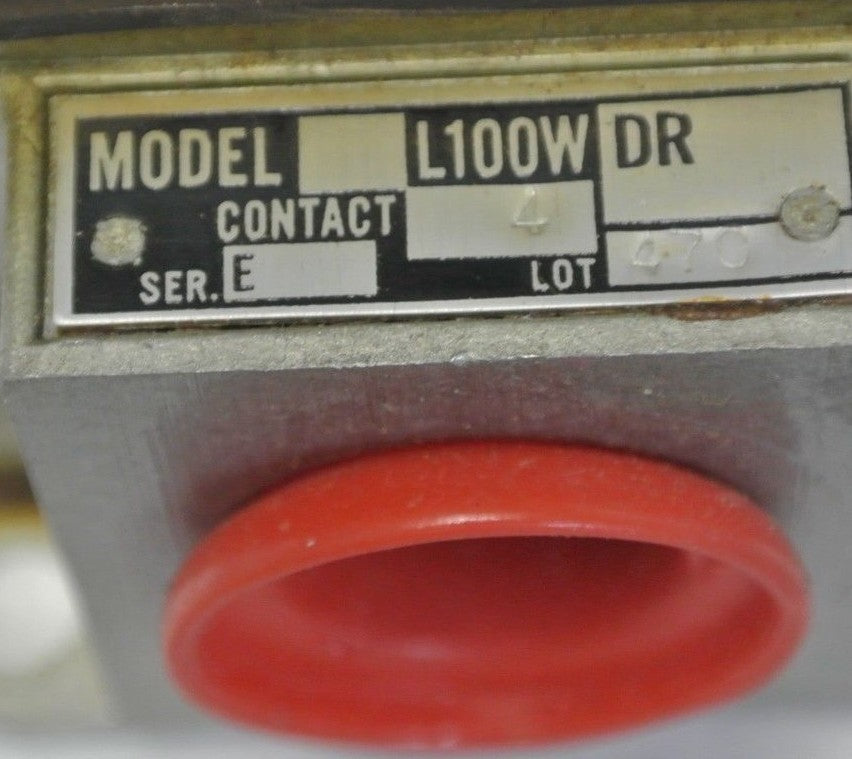 MODEL L100W DR
CONTACT 4
SER. E LOT 470